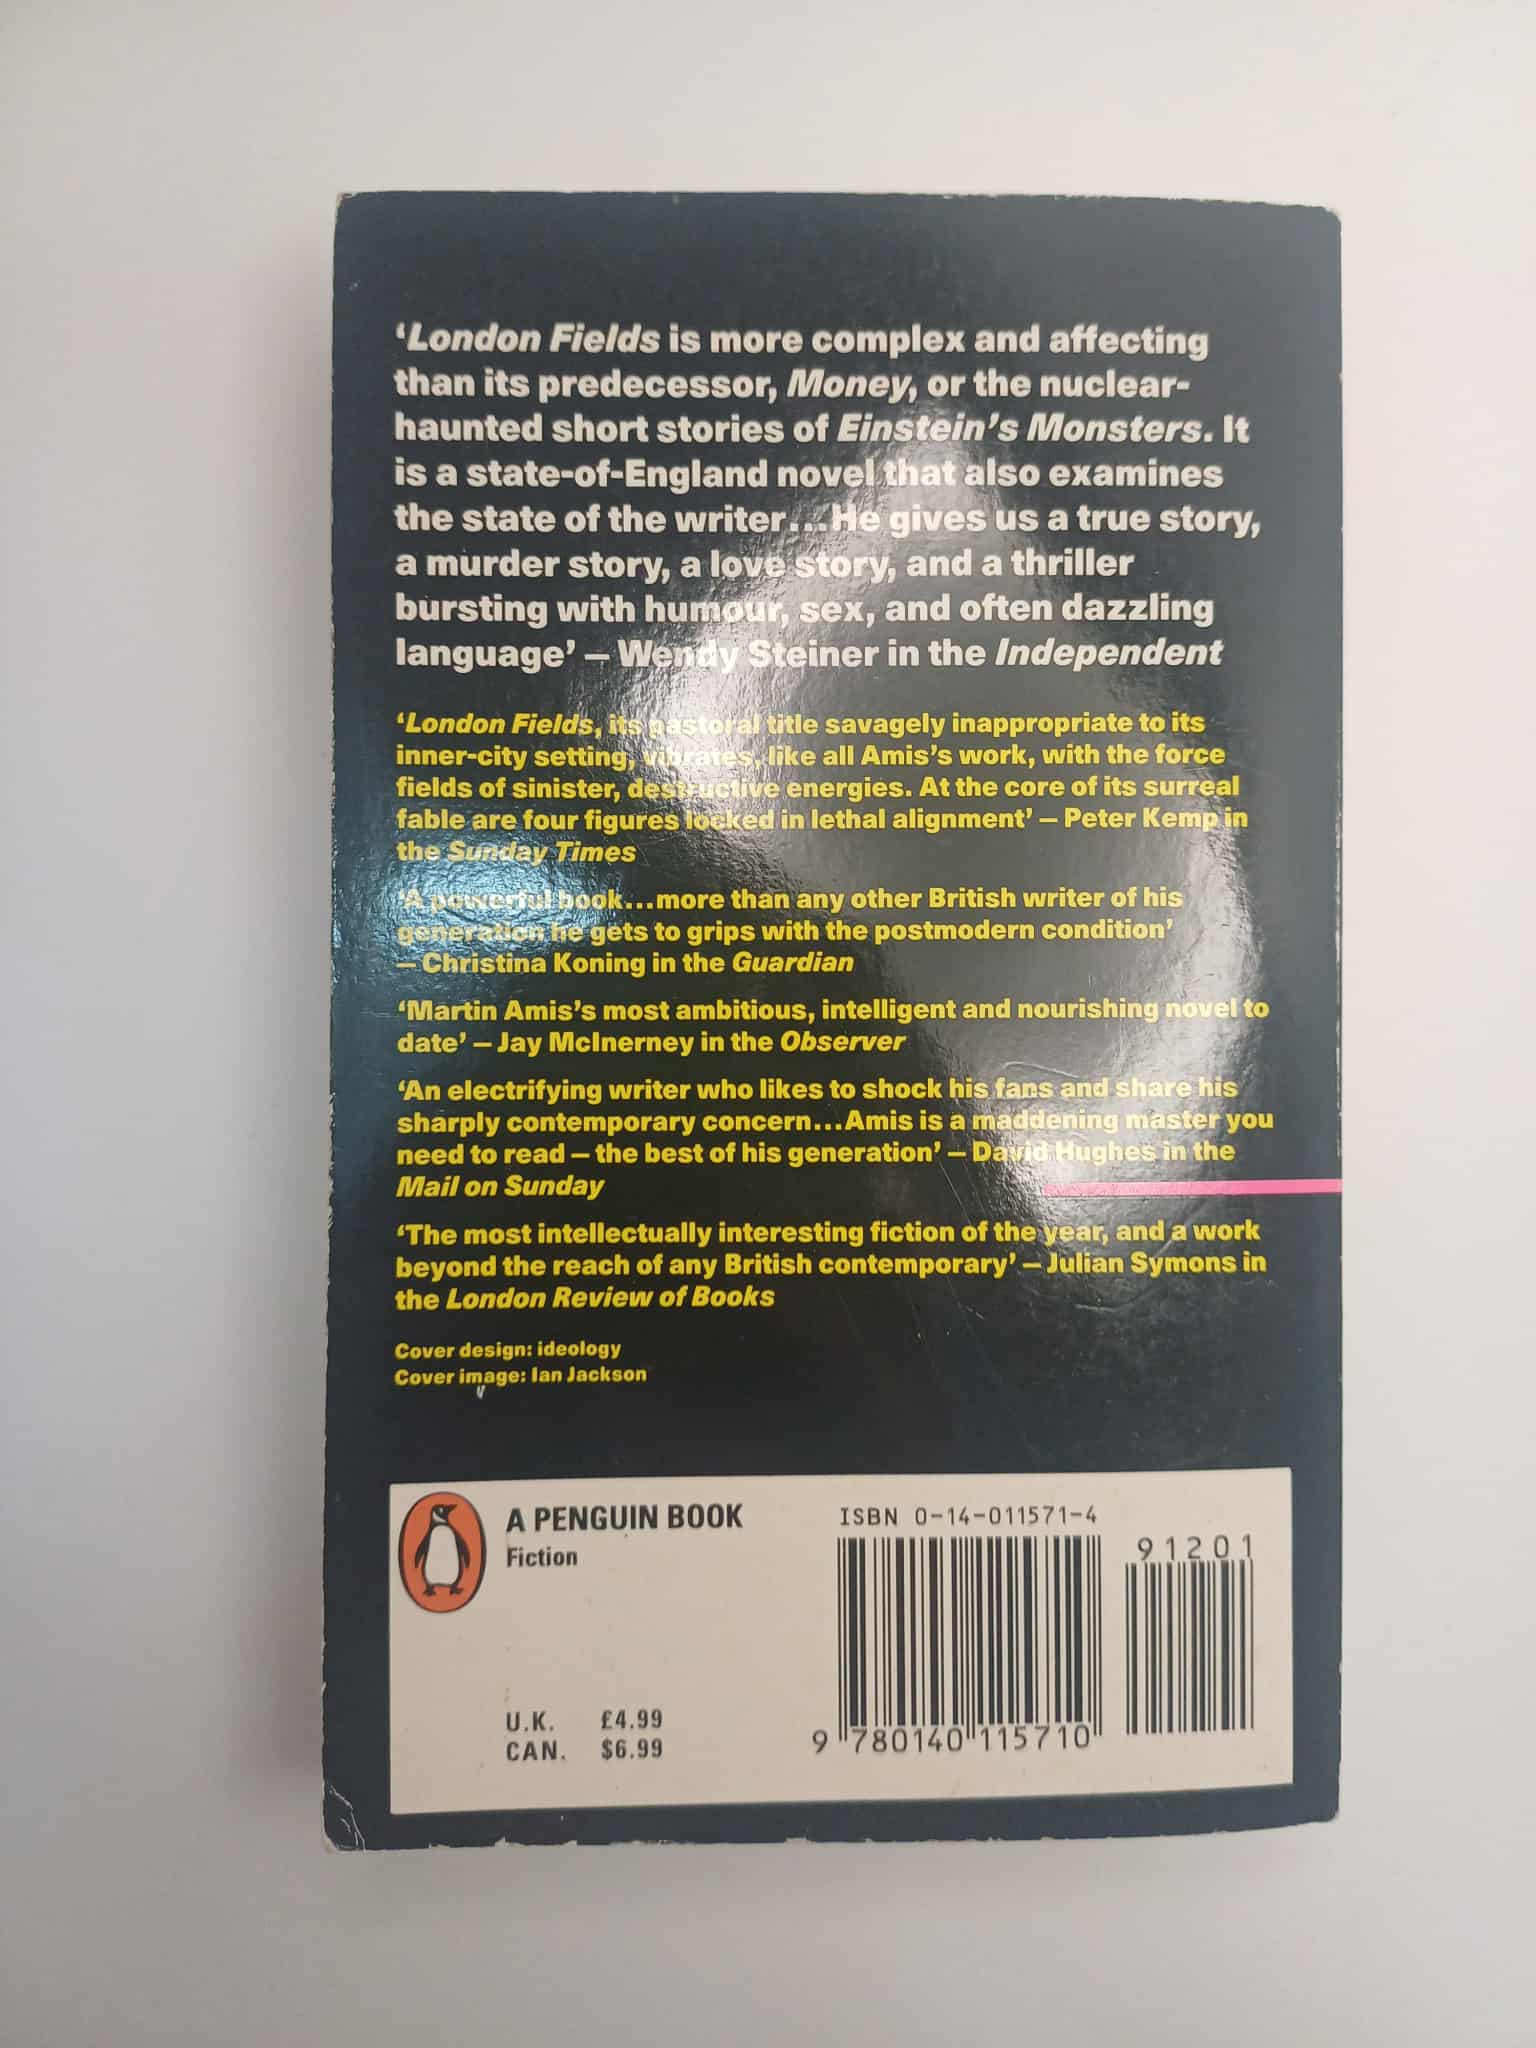 ‘London Fields is more complex and affecting
than its predecessor, Money, or the nuclear-
haunted short stories of Einstein’s Monsters. It
is a state-of-England novel that also examines
the state of the writer...He gives us a true story,
a murder story, a love story, and a thriller
bursting with humour, sex, and often dazzling
language’ – Wendy Steiner in the Independent
‘London Fields, its pastoral title savagely inappropriate to its
inner-city setting, vibrates, like all Amis’s work, with the force
fields of sinister, destructive energies. At the core of its surreal
fable are four figures locked in lethal alignment’ – Peter Kemp in
the Sunday Times
‘A powerful book...more than any other British writer of his
generation he gets to grips with the postmodern condition’
– Christina Koning in the Guardian
‘Martin Amis’s most ambitious, intelligent and nourishing novel to
date’ – Jay McInerney in the Observer
‘An electrifying writer who likes to shock his fans and share his
sharply contemporary concern...Amis is a maddening master you
need to read – the best of his generation’ – David Hughes in the
Mail on Sunday
‘The most intellectually interesting fiction of the year, and a work
beyond the reach of any British contemporary’ – Julian Symons in
the London Review of Books
Cover design: ideology
Cover image: Ian Jackson
A PENGUIN BOOK
Fiction
U.K. £4.99
CAN. $6.99
ISBN 0-14-011571-4
91201
9 780140 115710